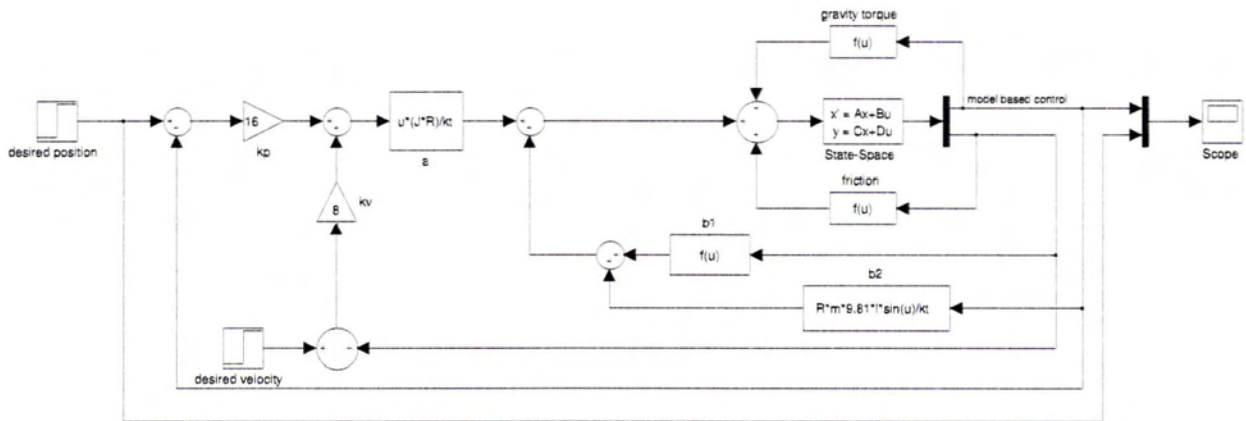 gravity torque
f(u)
model based control
desired position
16
kp
u*(J*R)/kt
a
x' = Ax+Bu
y = Cx+Du
State-Space
Scope
friction
f(u)
8
kv
b1
f(u)
b2
R*m*9.81*l*sin(u)/kt
desired velocity